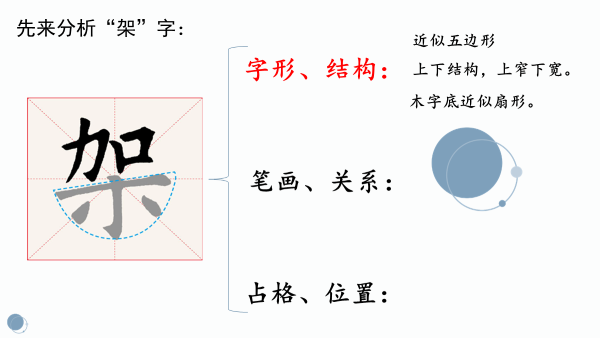 先来分析“架”字：
架
字形、结构：
近似五边形
上下结构，上窄下宽。
木字底近似扇形。
笔画、关系：
占格、位置：